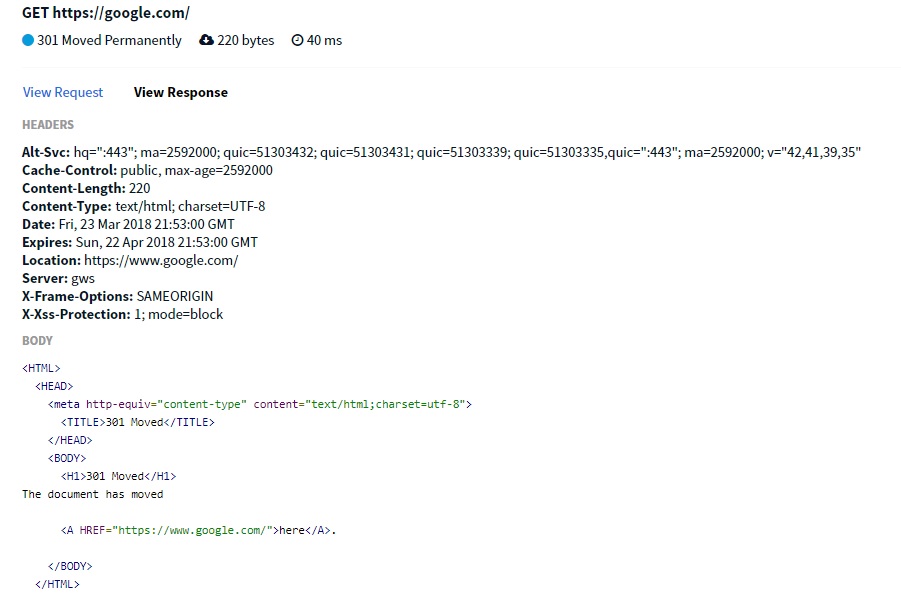 GET https://google.com/
301 Moved Permanently 220 bytes 40 ms
View Request View Response
HEADERS
Alt-Svc: hq=":443"; ma=2592000; quic=51303432; quic=51303431; quic=51303339; quic=51303335,quic=":443"; ma=2592000; v="42,41,39,35"
Cache-Control: public, max-age=2592000
Content-Length: 220
Content-Type: text/html; charset=UTF-8
Date: Fri, 23 Mar 2018 21:53:00 GMT
Expires: Sun, 22 Apr 2018 21:53:00 GMT
Location: https://www.google.com/
Server: gws
X-Frame-Options: SAMEORIGIN
X-Xss-Protection: 1; mode=block
BODY
<HTML>
<HEAD>
<meta http-equiv="content-type" content="text/html;charset=utf-8">
<TITLE>301 Moved</TITLE>
</HEAD>
<BODY>
<H1>301 Moved</H1>
The document has moved
<A HREF="https://www.google.com/">here</A>.
</BODY>
</HTML>